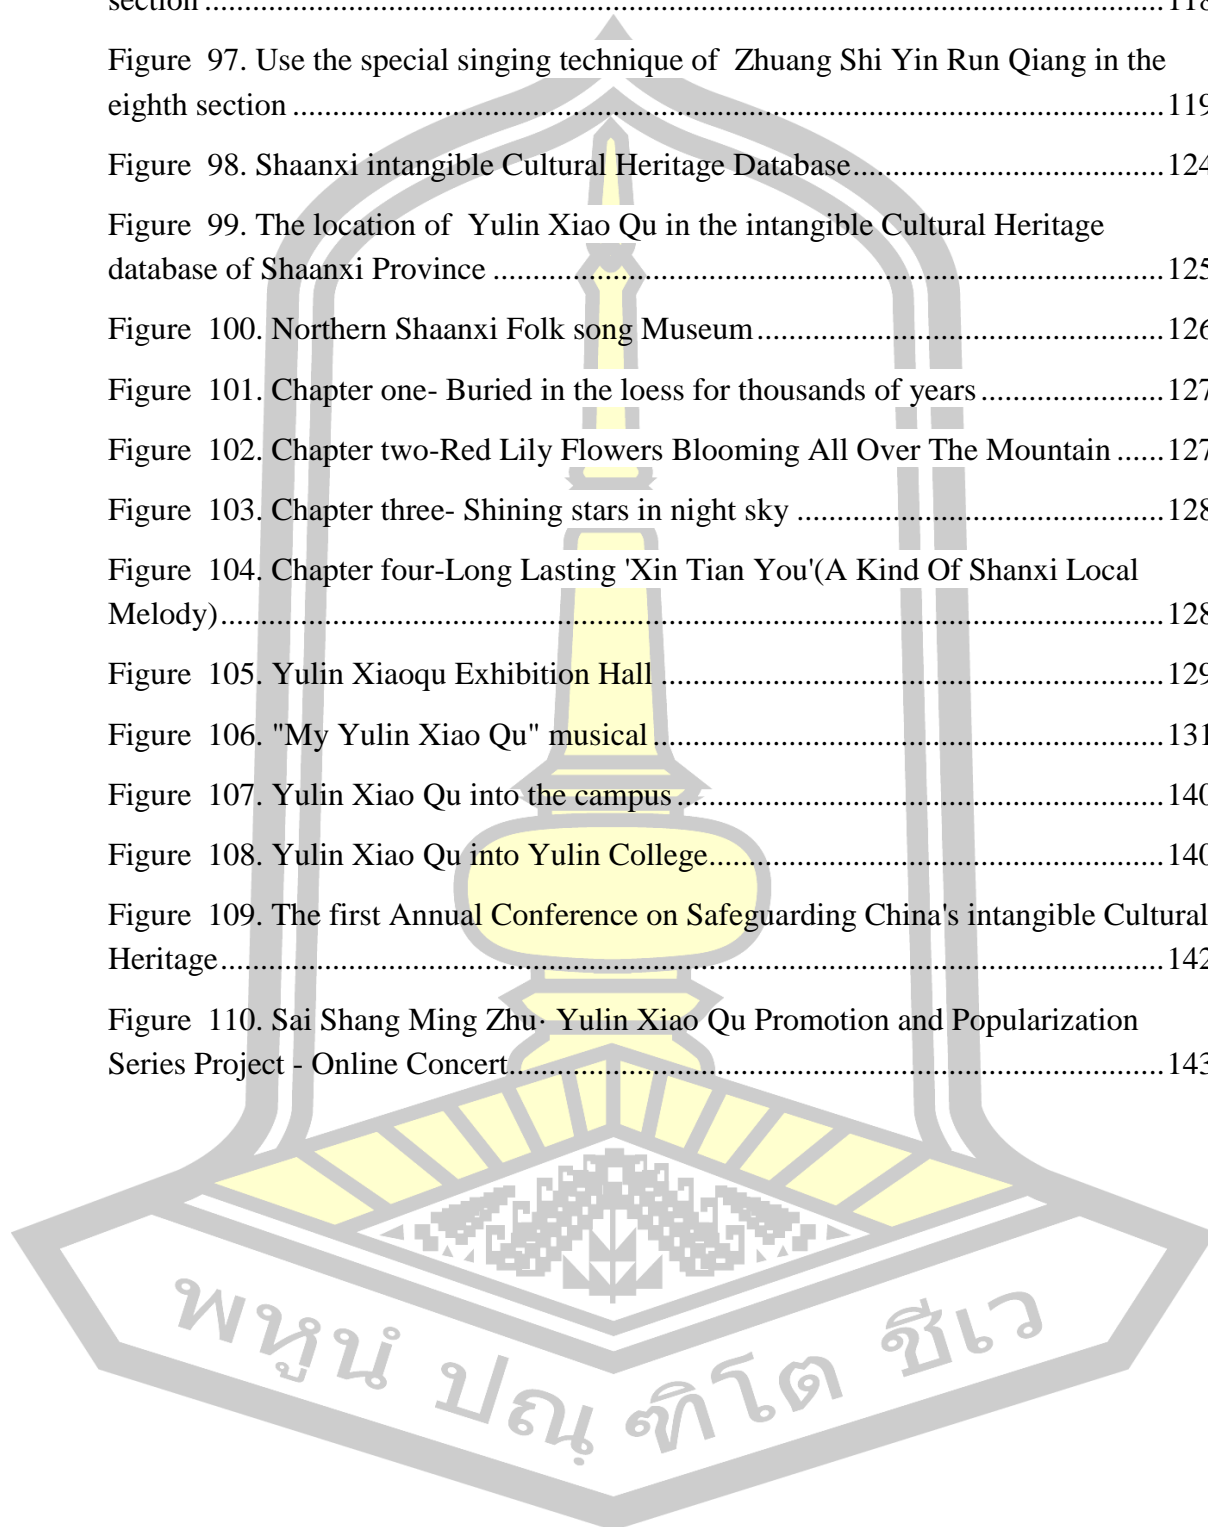 section ........ 118
Figure 97. Use the special singing technique of Zhuang Shi Yin Run Qiang in the
eighth section ........ 119
Figure 98. Shaanxi intangible Cultural Heritage Database ........ 124
Figure 99. The location of Yulin Xiao Qu in the intangible Cultural Heritage
database of Shaanxi Province ........ 125
Figure 100. Northern Shaanxi Folk song Museum ........ 126
Figure 101. Chapter one- Buried in the loess for thousands of years ........ 127
Figure 102. Chapter two-Red Lily Flowers Blooming All Over The Mountain ...... 127
Figure 103. Chapter three- Shining stars in night sky ........ 128
Figure 104. Chapter four-Long Lasting 'Xin Tian You'(A Kind Of Shanxi Local
Melody) ........ 128
Figure 105. Yulin Xiaoqu Exhibition Hall ........ 129
Figure 106. "My Yulin Xiao Qu" musical ........ 131
Figure 107. Yulin Xiao Qu into the campus ........ 140
Figure 108. Yulin Xiao Qu into Yulin College ........ 140
Figure 109. The first Annual Conference on Safeguarding China's intangible Cultural
Heritage ........ 142
Figure 110. Sai Shang Ming Zhu· Yulin Xiao Qu Promotion and Popularization
Series Project - Online Concert ........ 143
พหูนํ ปณฺฑิโต ชีเว